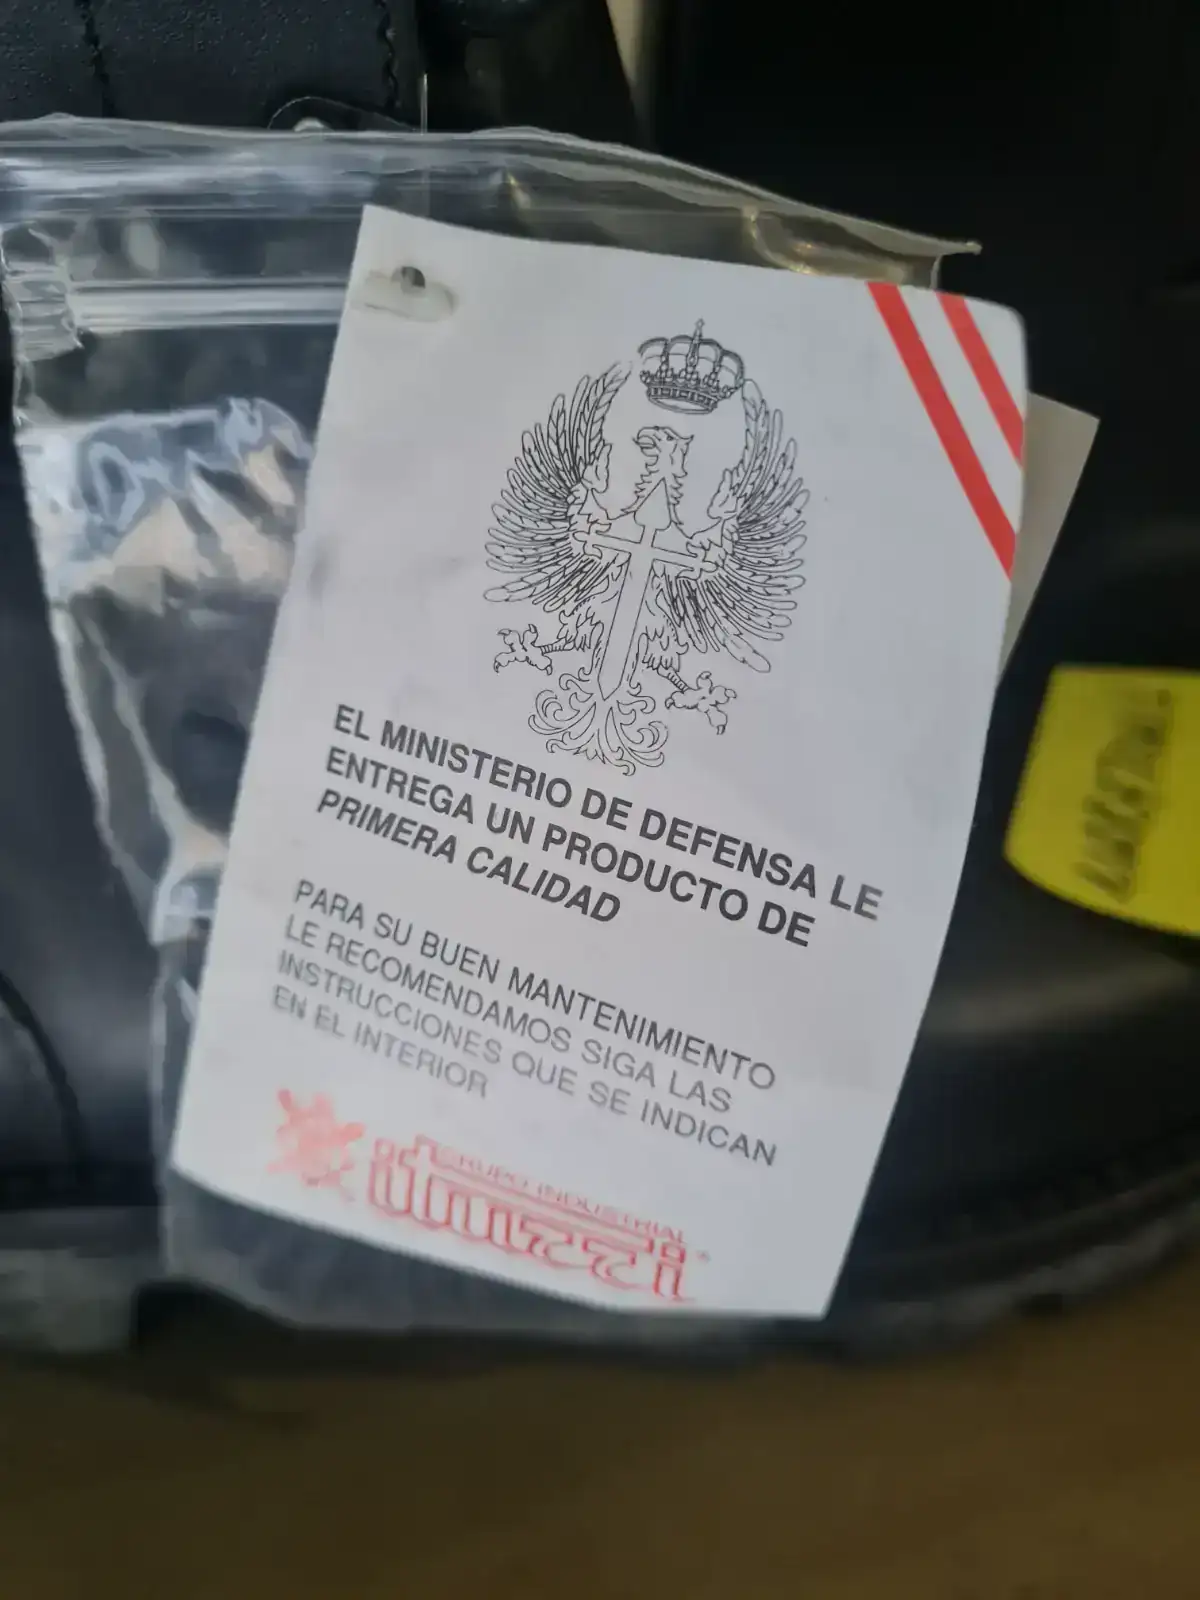 EL MINISTERIO DE DEFENSA LE
ENTREGA UN PRODUCTO DE
PRIMERA CALIDAD
PARA SU BUEN MANTENIMIENTO
LE RECOMENDAMOS SIGA LAS
INSTRUCCIONES QUE SE INDICAN
EN EL INTERIOR
GRUPO INDUSTRIAL
iturri